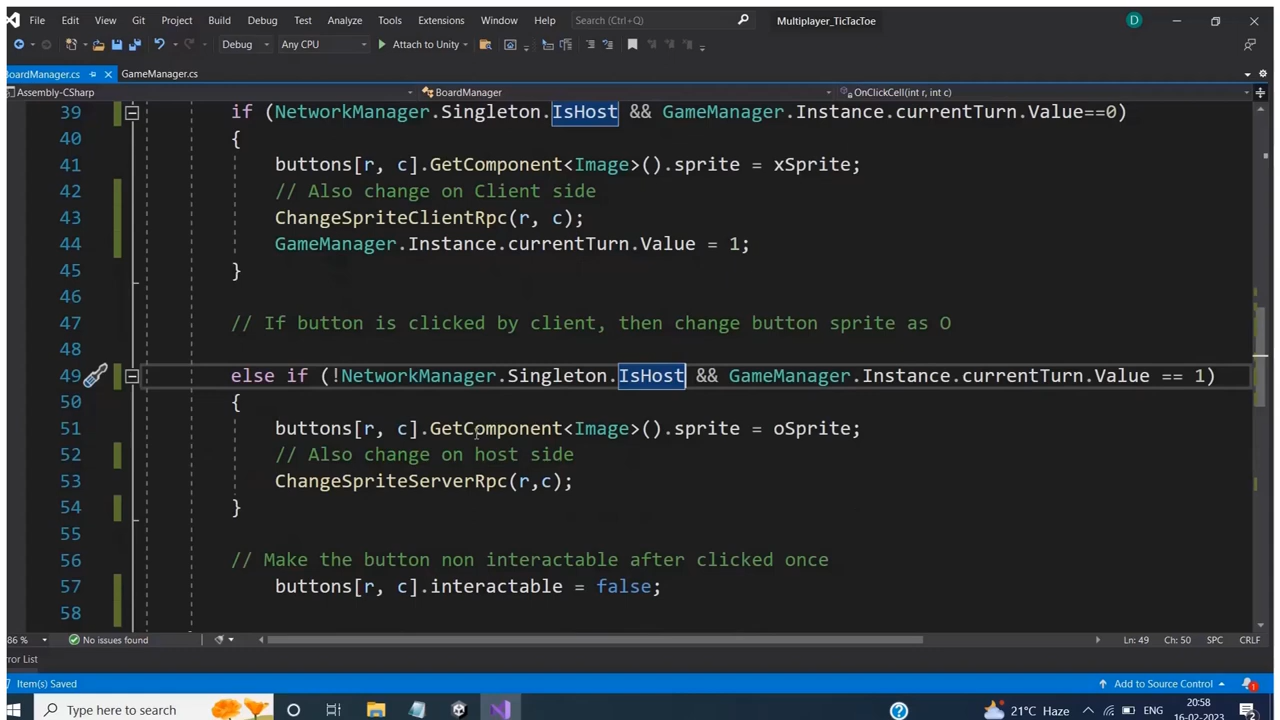 File Edit View Git Project Build Debug Test Analyze Tools Extensions Window Help Search (Ctrl+Q) Multiplayer_TicTacToe D
Debug Any CPU Attach to Unity
BoardManager.cs GameManager.cs
Assembly-CSharp BoardManager OnClickCell(int r, int c)
39 if (NetworkManager.Singleton.IsHost && GameManager.Instance.currentTurn.Value==0)
40 {
41 buttons[r, c].GetComponent<Image>().sprite = xSprite;
42 // Also change on Client side
43 ChangeSpriteClientRpc(r, c);
44 GameManager.Instance.currentTurn.Value = 1;
45 }
46
47 // If button is clicked by client, then change button sprite as O
48
49 else if (!NetworkManager.Singleton.IsHost && GameManager.Instance.currentTurn.Value == 1)
50 {
51 buttons[r, c].GetComponent<Image>().sprite = oSprite;
52 // Also change on host side
53 ChangeSpriteServerRpc(r,c);
54 }
55
56 // Make the button non interactable after clicked once
57 buttons[r, c].interactable = false;
58
86 % No issues found Ln: 49 Ch: 50 SPC CRLF
rror List
Item(s) Saved Add to Source Control 1
Type here to search 21°C Haze ENG 20:58
16-02-2023 2